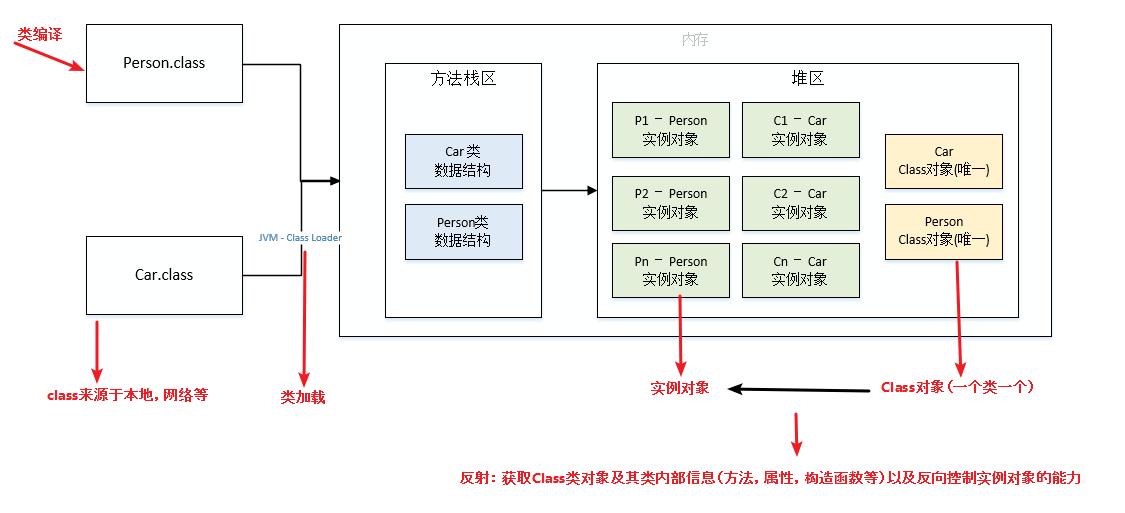 类编译
Person.class
Car.class
class来源于本地，网络等
JVM - Class Loader
类加载
内存
方法栈区
Car 类
数据结构
Person类
数据结构
堆区
P1 － Person
实例对象
C1 － Car
实例对象
P2 － Person
实例对象
C2 － Car
实例对象
Pn － Person
实例对象
Cn － Car
实例对象
Car
Class对象(唯一)
Person
Class对象(唯一)
实例对象
Class对象（一个类一个）
反射：获取Class类对象及其类内部信息（方法，属性，构造函数等）以及反向控制实例对象的能力